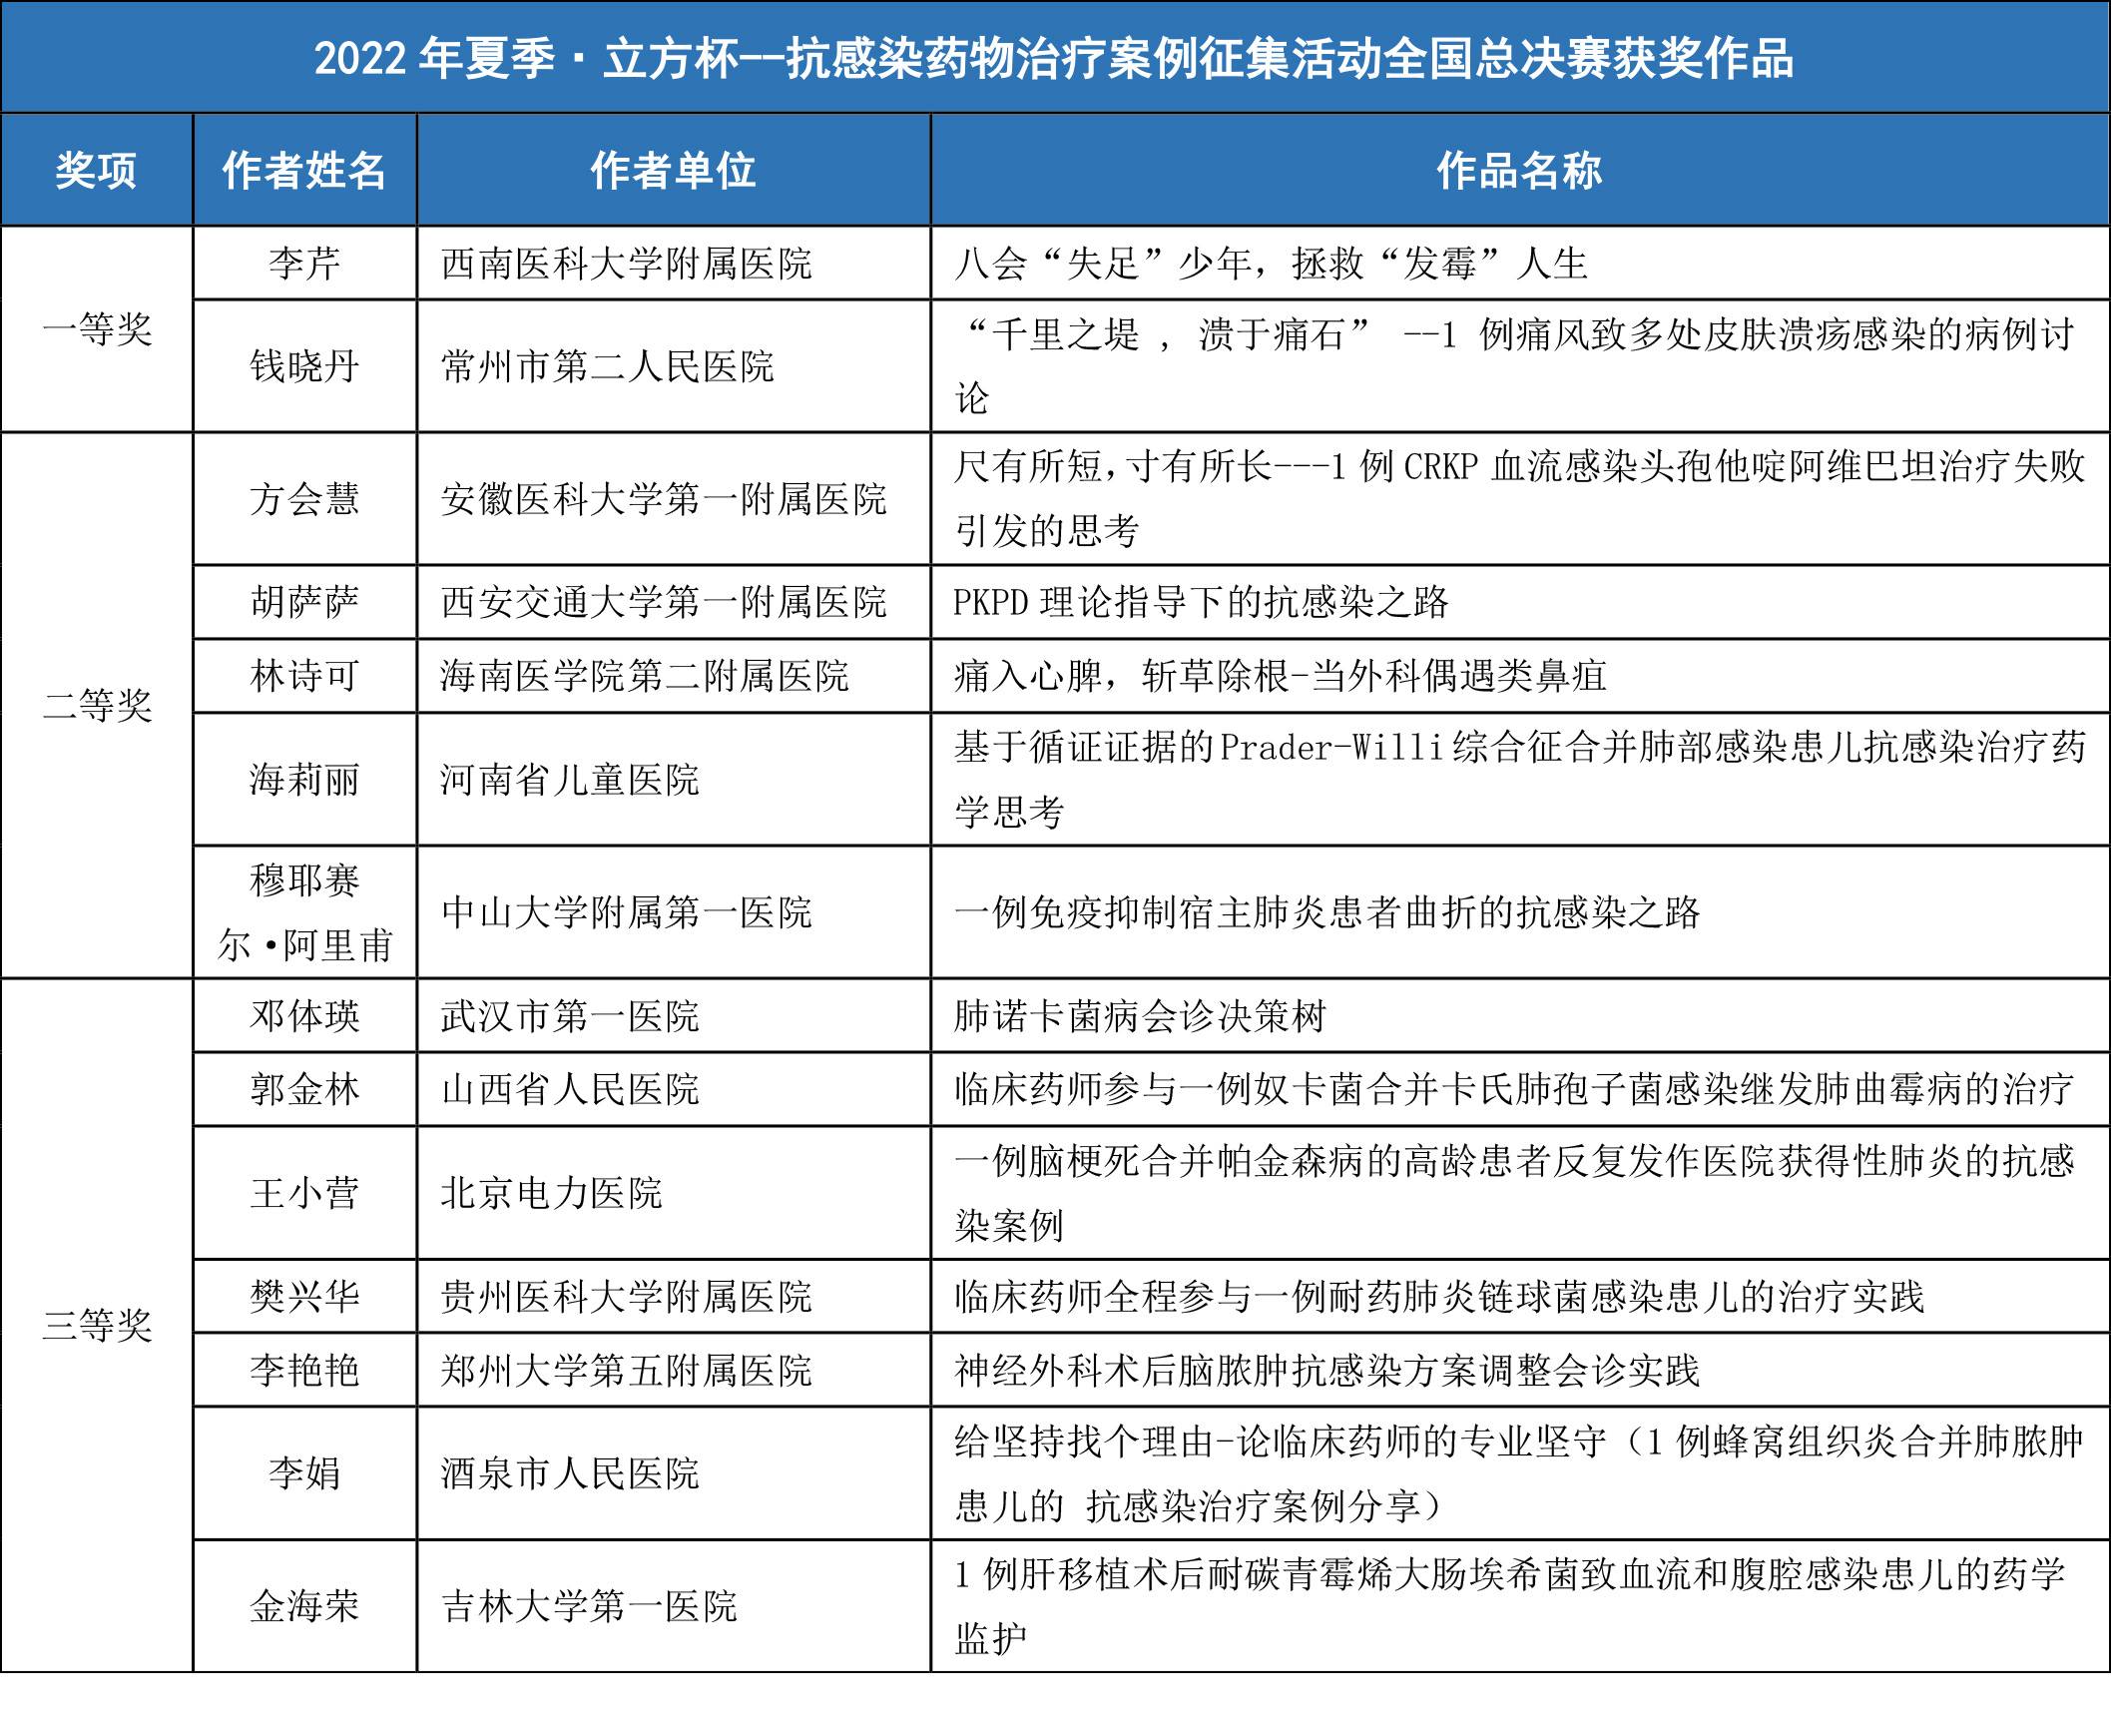 2022年夏季·立方杯--抗感染药物治疗案例征集活动全国总决赛获奖作品
奖项 作者姓名 作者单位 作品名称
一等奖
李芹 西南医科大学附属医院 八会“失足”少年，拯救“发霉”人生
钱晓丹 常州市第二人民医院
“千里之堤 ，溃于痛石” --1 例痛风致多处皮肤溃疡感染的病例讨
论
二等奖
方会慧 安徽医科大学第一附属医院
尺有所短，寸有所长---1 例 CRKP 血流感染头孢他啶阿维巴坦治疗失败
引发的思考
胡萨萨 西安交通大学第一附属医院 PKPD 理论指导下的抗感染之路
林诗可 海南医学院第二附属医院 痛入心脾，斩草除根-当外科偶遇类鼻疽
海莉丽 河南省儿童医院
基于循证证据的 Prader-Willi 综合征合并肺部感染患儿抗感染治疗药
学思考
穆耶赛
尔·阿里甫
中山大学附属第一医院 一例免疫抑制宿主肺炎患者曲折的抗感染之路
三等奖
邓体瑛 武汉市第一医院 肺诺卡菌病会诊决策树
郭金林 山西省人民医院 临床药师参与一例奴卡菌合并卡氏肺孢子菌感染继发肺曲霉病的治疗
王小营 北京电力医院
一例脑梗死合并帕金森病的高龄患者反复发作医院获得性肺炎的抗感
染案例
樊兴华 贵州医科大学附属医院 临床药师全程参与一例耐药肺炎链球菌感染患儿的治疗实践
李艳艳 郑州大学第五附属医院 神经外科术后脑脓肿抗感染方案调整会诊实践
李娟 酒泉市人民医院
给坚持找个理由-论临床药师的专业坚守（1 例蜂窝组织炎合并肺脓肿
患儿的 抗感染治疗案例分享）
金海荣 吉林大学第一医院
1 例肝移植术后耐碳青霉烯大肠埃希菌致血流和腹腔感染患儿的药学
监护